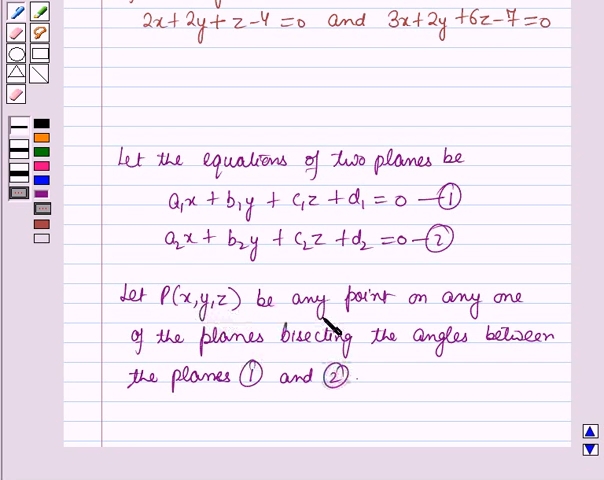 2x + 2y + z - 4 = 0 and 3x + 2y + 6z - 7 = 0
Let the equations of two planes be
a₁x + b₁y + c₁z + d₁ = 0 — ①
a₂x + b₂y + c₂z + d₂ = 0 — ②
Let P(x,y,z) be any point on any one
of the planes bisecting the angles between
the planes ① and ②.